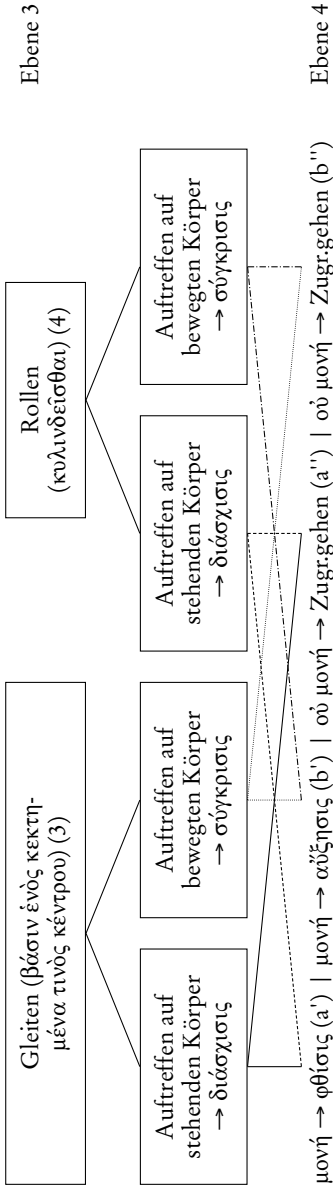 Ebene 3
Gleiten (βάσιν ἑνὸς κεκτη-
μένα τινὸς κέντρου) (3)
Rollen
(κυλινδεῖσθαι) (4)
Auftreffen auf
stehenden Körper
→ διάσχισις
Auftreffen auf
bewegten Körper
→ σύγκρισις
Auftreffen auf
stehenden Körper
→ διάσχισις
Auftreffen auf
bewegten Körper
→ σύγκρισις
μονή → φθίσις (a') | μονή → αὔξησις (b') | οὐ μονή → Zugr.gehen (a'') | οὐ μονή → Zugr.gehen (b'')
Ebene 4